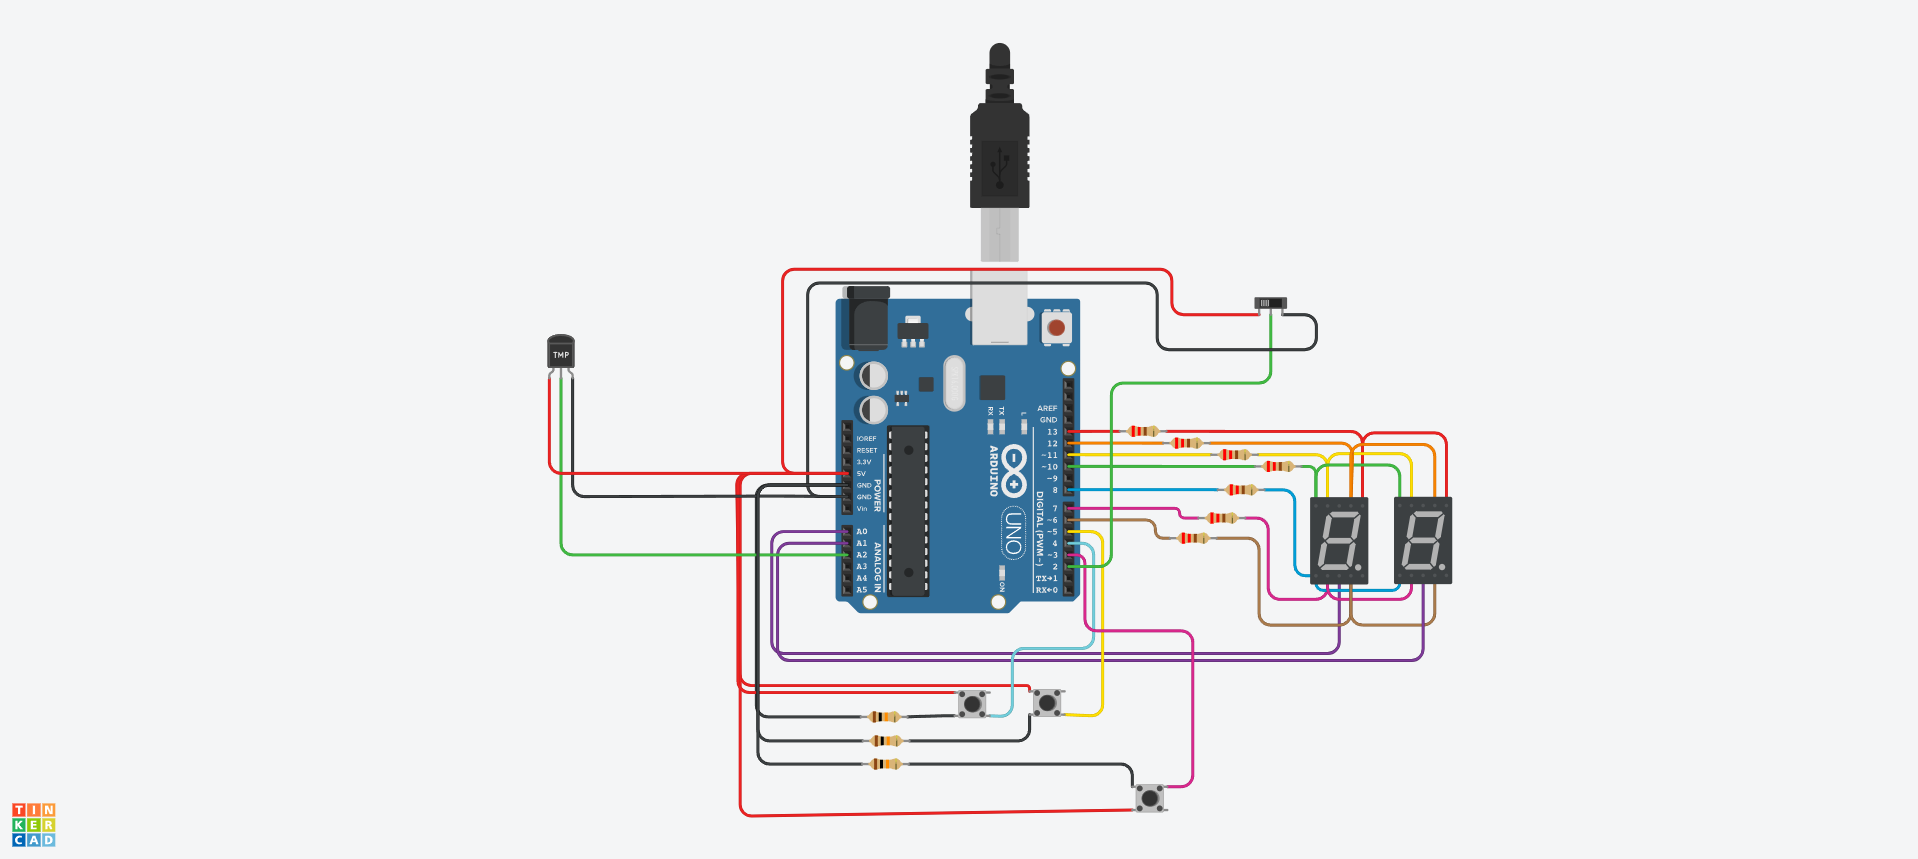 TMP
AREF
GND
13
12
~11
~10
~9
8
7
~6
~5
4
~3
2
TX→1
RX←0
IOREF
RESET
3.3V
5V
GND
GND
Vin
A0
A1
A2
A3
A4
A5
POWER
ANALOG IN
RX
TX
L
ARDUINO
UNO
DIGITAL (PWM~)
ON
TIN
KER
CAD